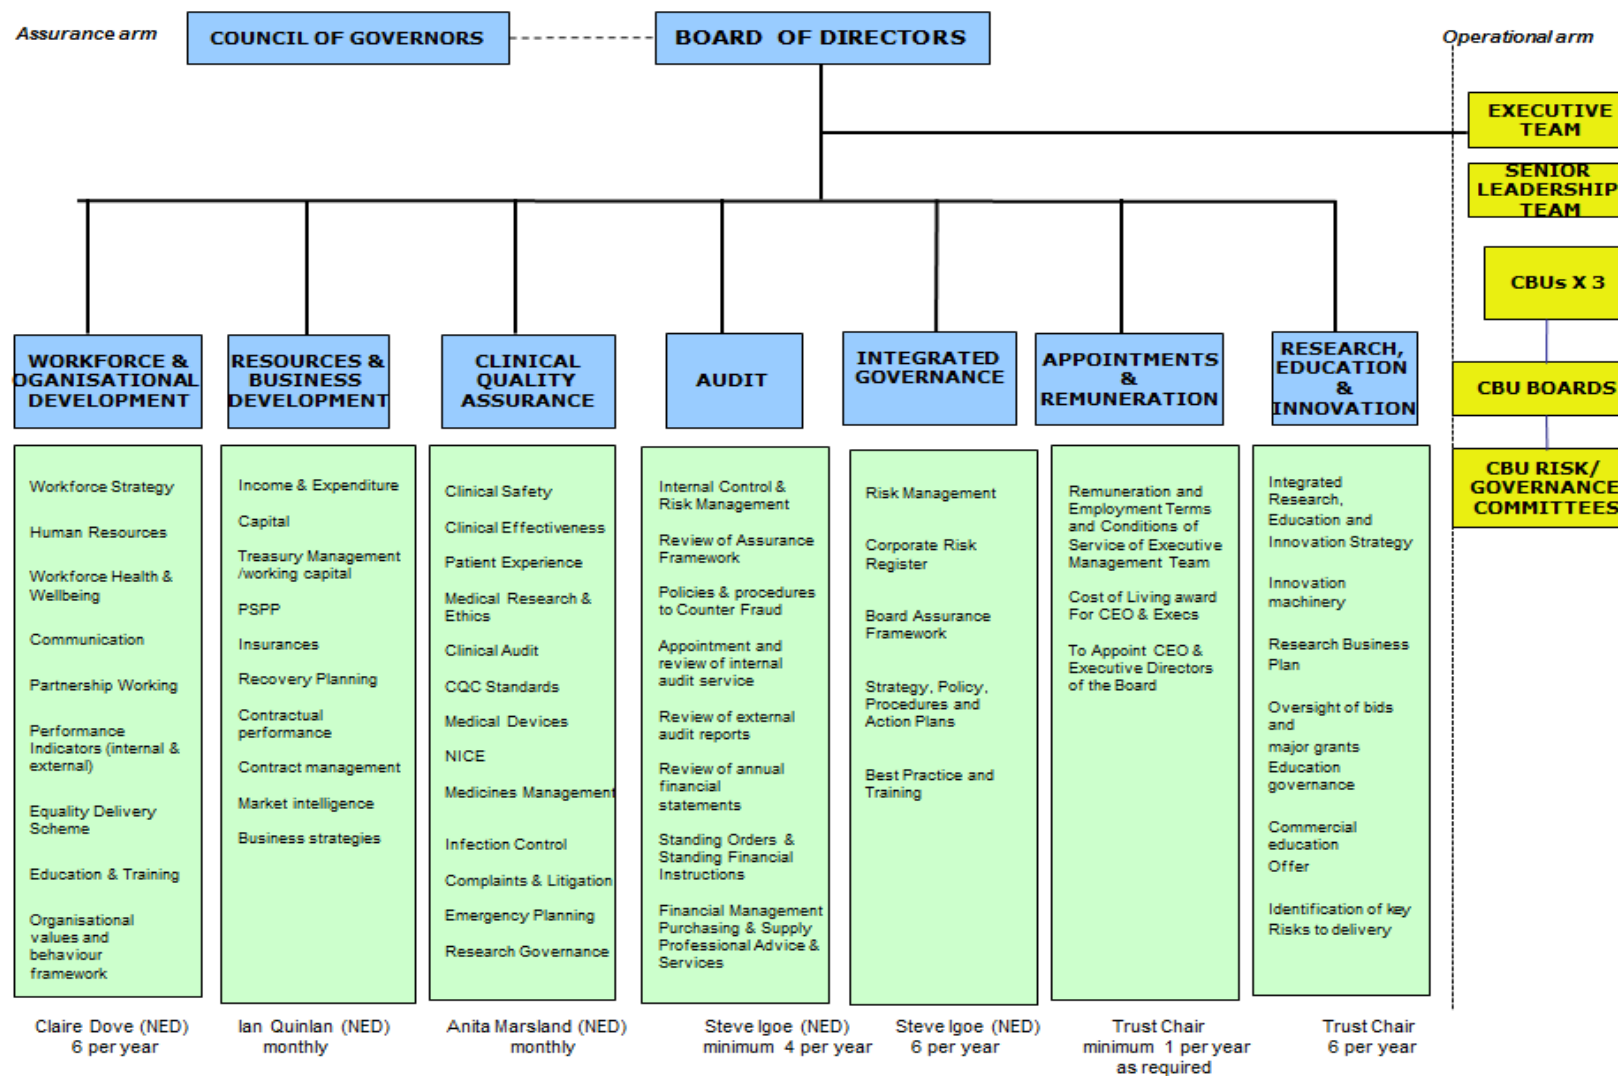 Assurance arm
COUNCIL OF GOVERNORS
BOARD OF DIRECTORS
Operational arm
EXECUTIVE
TEAM
SENIOR
LEADERSHIP
TEAM
CBUs X 3
CBU BOARDS
CBU RISK/
GOVERNANCE
COMMITTEES
WORKFORCE &
OGANISATIONAL
DEVELOPMENT
Workforce Strategy
Human Resources
Workforce Health &
Wellbeing
Communication
Partnership Working
Performance
Indicators (internal &
external)
Equality Delivery
Scheme
Education & Training
Organisational
values and
behaviour
framework
Claire Dove (NED)
6 per year
RESOURCES &
BUSINESS
DEVELOPMENT
Income & Expenditure
Capital
Treasury Management
/working capital
PSPP
Insurances
Recovery Planning
Contractual
performance
Contract management
Market intelligence
Business strategies
Ian Quinlan (NED)
monthly
CLINICAL
QUALITY
ASSURANCE
Clinical Safety
Clinical Effectiveness
Patient Experience
Medical Research &
Ethics
Clinical Audit
CQC Standards
Medical Devices
NICE
Medicines Management
Infection Control
Complaints & Litigation
Emergency Planning
Research Governance
Anita Marsland (NED)
monthly
AUDIT
Internal Control &
Risk Management
Review of Assurance
Framework
Policies & procedures
to Counter Fraud
Appointment and
review of internal
audit service
Review of external
audit reports
Review of annual
financial
statements
Standing Orders &
Standing Financial
Instructions
Financial Management
Purchasing & Supply
Professional Advice &
Services
Steve Igoe (NED)
minimum 4 per year
INTEGRATED
GOVERNANCE
Risk Management
Corporate Risk
Register
Board Assurance
Framework
Strategy, Policy,
Procedures and
Action Plans
Best Practice and
Training
Steve Igoe (NED)
6 per year
APPOINTMENTS
&
REMUNERATION
Remuneration and
Employment Terms
and Conditions of
Service of Executive
Management Team
Cost of Living award
For CEO & Execs
To Appoint CEO &
Executive Directors
of the Board
Trust Chair
minimum 1 per year
as required
RESEARCH,
EDUCATION
&
INNOVATION
Integrated
Research,
Education and
Innovation Strategy
Innovation
machinery
Research Business
Plan
Oversight of bids
and
major grants
Education
governance
Commercial
education
Offer
Identification of key
Risks to delivery
Trust Chair
6 per year